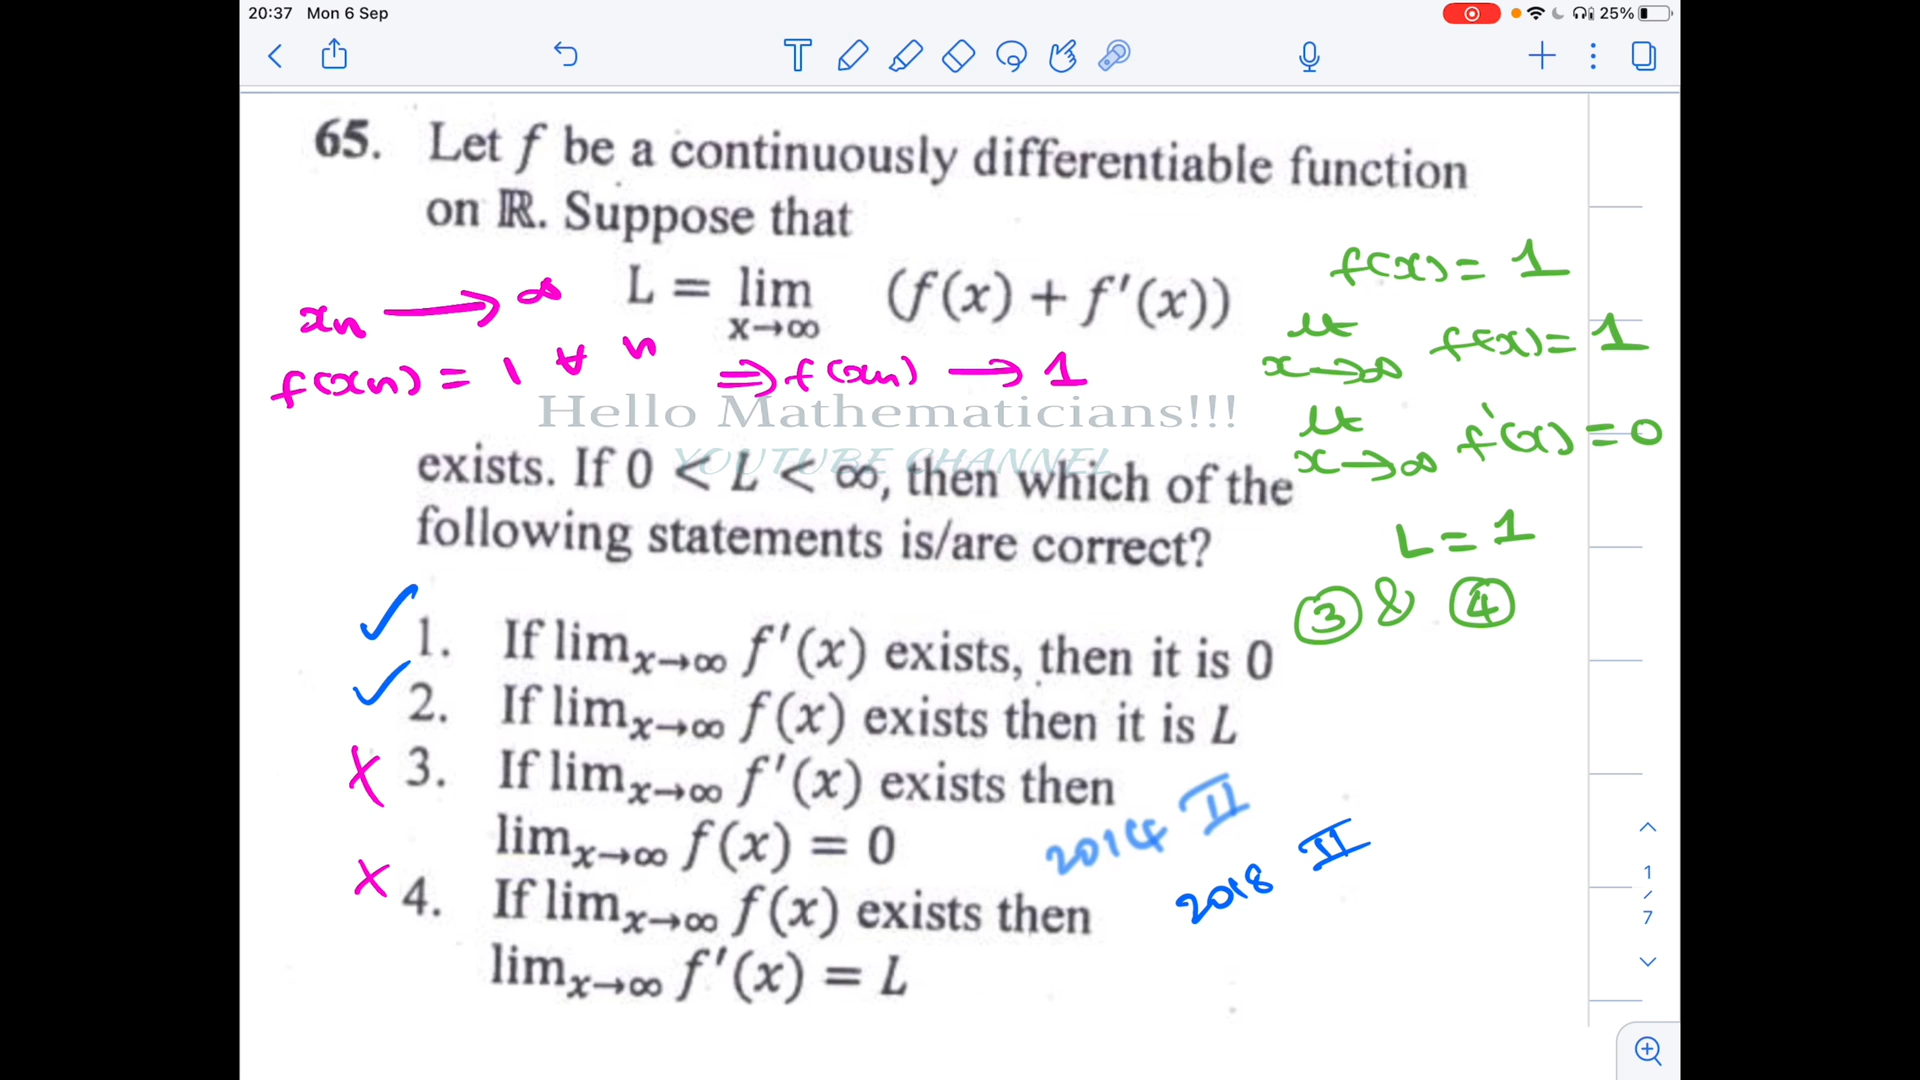 20:37 Mon 6 Sep
25%
65. Let f be a continuously differentiable function
on ℝ. Suppose that
L = lim x→∞ (f(x) + f'(x))
xn → ∞
f(xn) = 1 ∀ n ⇒ f(xn) → 1
f(x) = 1
lt x→∞ f(x) = 1
lt x→∞ f'(x) = 0
L = 1
③ & ④
Hello Mathematicians!!!
YOUTUBE CHANNEL
exists. If 0 < L < ∞, then which of the
following statements is/are correct?
✓ 1. If limx→∞ f'(x) exists, then it is 0
✓ 2. If limx→∞ f(x) exists then it is L
X 3. If limx→∞ f'(x) exists then
limx→∞ f(x) = 0
X 4. If limx→∞ f(x) exists then
limx→∞ f'(x) = L
2014 II
2018 II
1
/
7